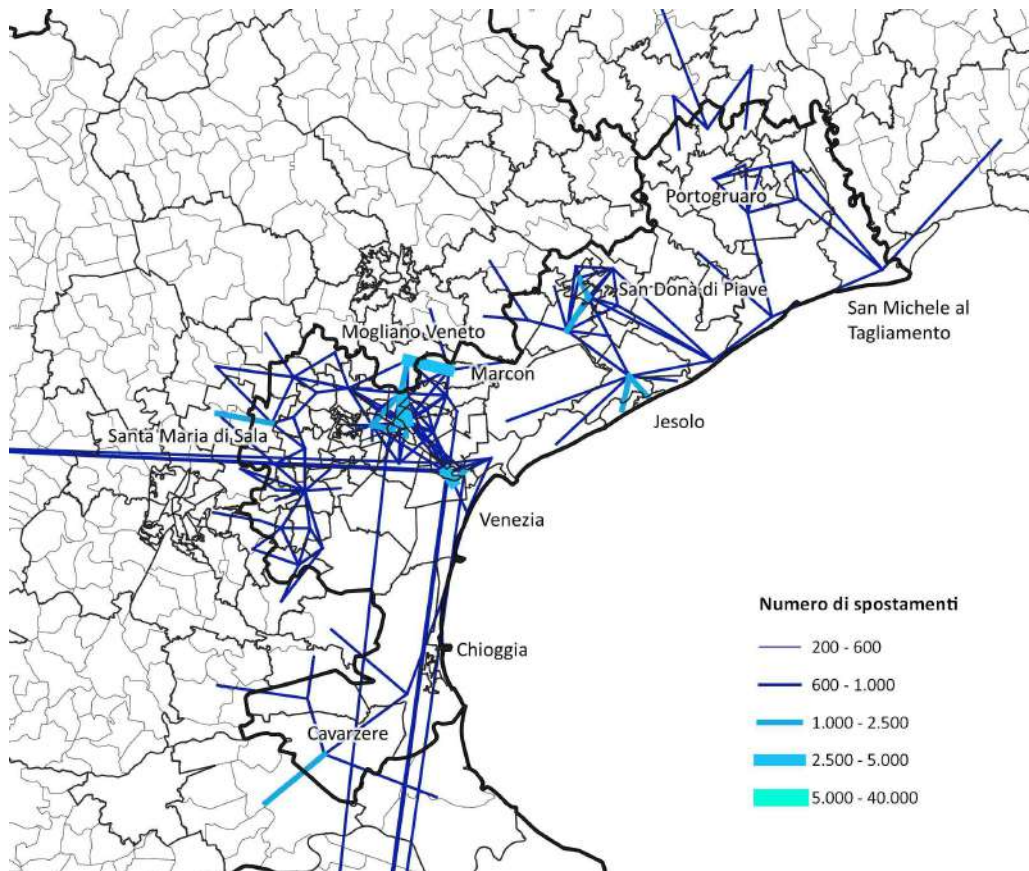 Portogruaro
San Donà di Piave
San Michele al
Tagliamento
Mogliano Veneto
Marcon
Jesolo
Santa Maria di Sala
Venezia
Numero di spostamenti
200 - 600
Chioggia
600 - 1.000
1.000 - 2.500
Cavarzere
2.500 - 5.000
5.000 - 40.000